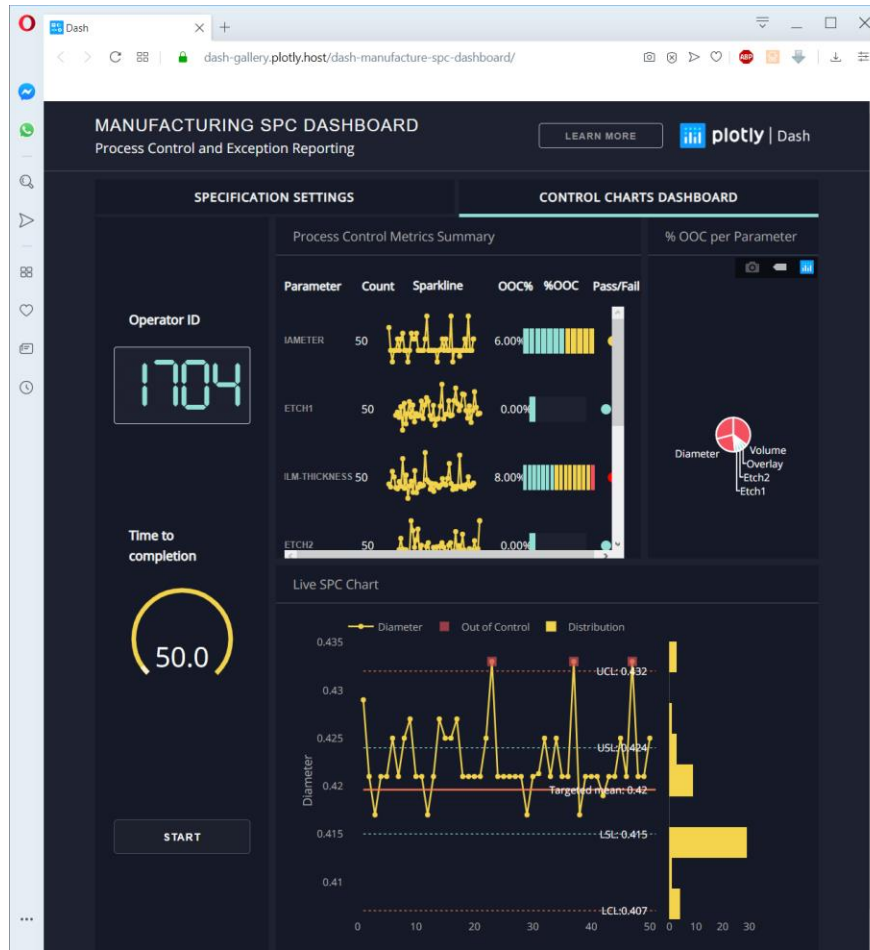 Dash
dash-gallery.plotly.host/dash-manufacture-spc-dashboard/
ABP
MANUFACTURING SPC DASHBOARD
Process Control and Exception Reporting
LEARN MORE
plotly | Dash
SPECIFICATION SETTINGS
CONTROL CHARTS DASHBOARD
Operator ID
1704
Time to
completion
50.0
START
Process Control Metrics Summary
Parameter Count Sparkline OOC% %OOC Pass/Fail
IAMETER 50 6.00%
ETCH1 50 0.00%
ILM-THICKNESS 50 8.00%
ETCH2 50 0.00%
% OOC per Parameter
Diameter
Volume
Overlay
Etch2
Etch1
Live SPC Chart
Diameter Out of Control Distribution
0.435
UCL: 0.432
0.43
0.425
USL: 0.424
Diameter
0.42
Targeted mean: 0.42
0.415
LSL: 0.415
0.41
LCL:0.407
0 10 20 30 40 50 0 10 20 30